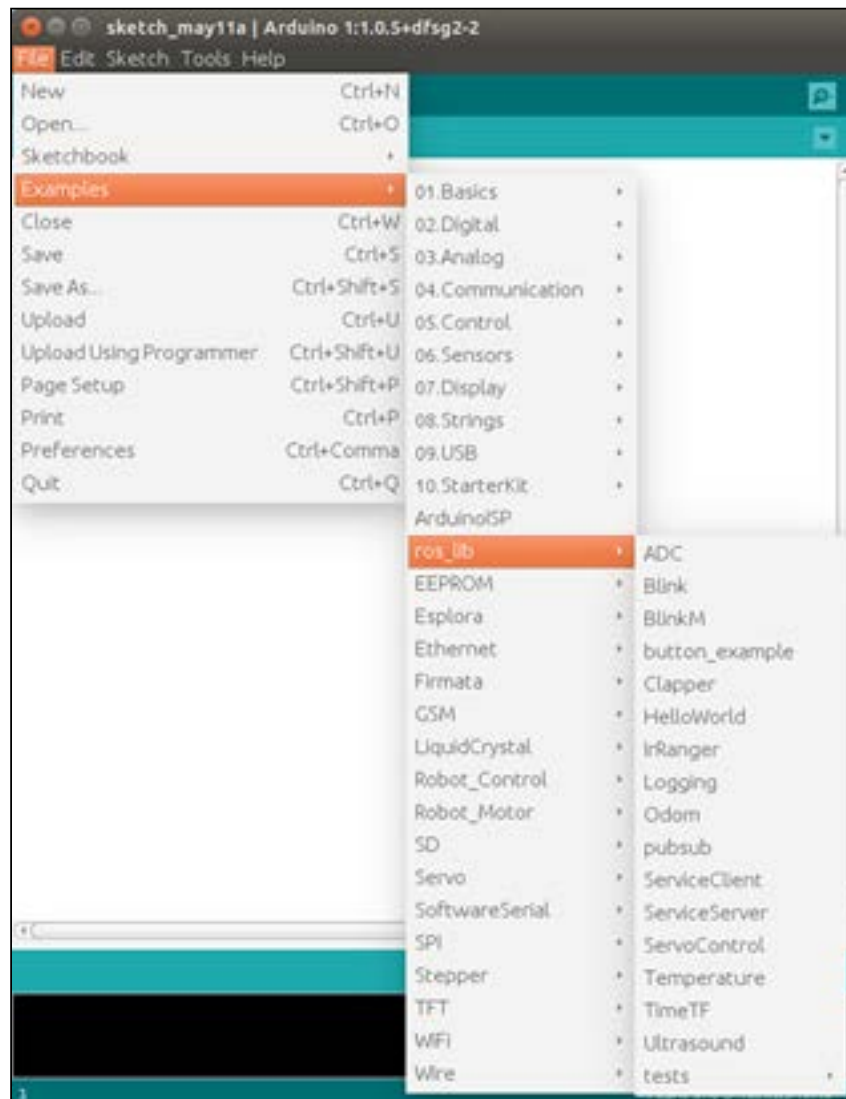 sketch_may11a | Arduino 1:1.0.5+dfsg2-2
File Edit Sketch Tools Help
New Ctrl+N
Open... Ctrl+O
Sketchbook
Examples
Close Ctrl+W
Save Ctrl+S
Save As... Ctrl+Shift+S
Upload Ctrl+U
Upload Using Programmer Ctrl+Shift+U
Page Setup Ctrl+Shift+P
Print Ctrl+P
Preferences Ctrl+Comma
Quit Ctrl+Q
01.Basics
02.Digital
03.Analog
04.Communication
05.Control
06.Sensors
07.Display
08.Strings
09.USB
10.StarterKit
ArduinoISP
ros_lib
EEPROM
Esplora
Ethernet
Firmata
GSM
LiquidCrystal
Robot_Control
Robot_Motor
SD
Servo
SoftwareSerial
SPI
Stepper
TFT
WiFi
Wire
ADC
Blink
BlinkM
button_example
Clapper
HelloWorld
IrRanger
Logging
Odom
pubsub
ServiceClient
ServiceServer
ServoControl
Temperature
TimeTF
Ultrasound
tests
1